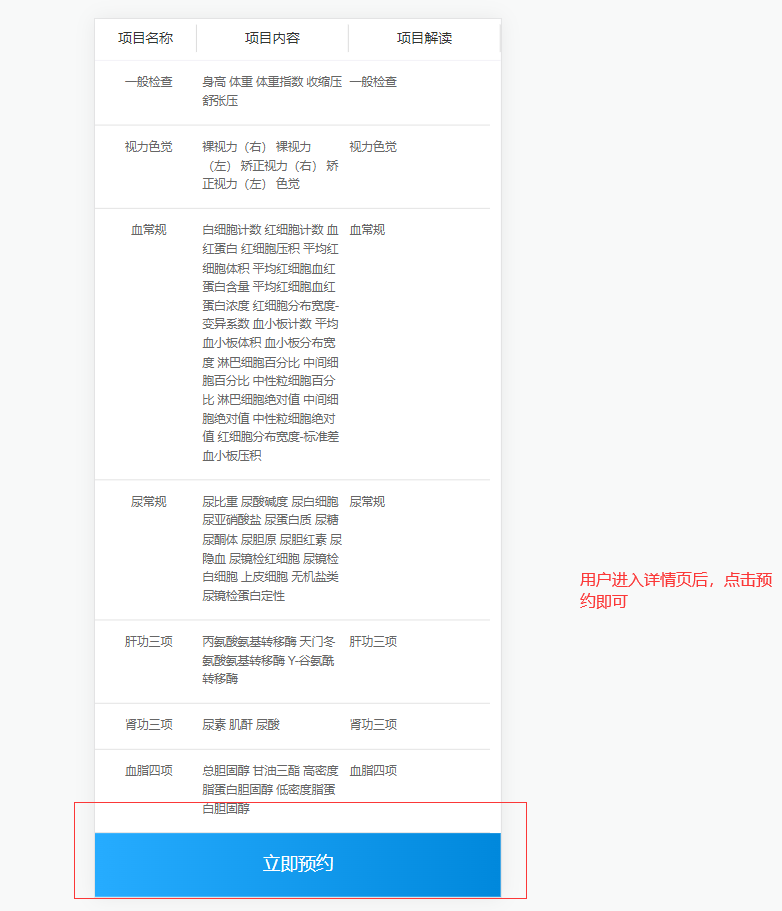 项目名称 项目内容 项目解读
一般检查 身高 体重 体重指数 收缩压 一般检查
舒张压
视力色觉 裸视力（右） 裸视力 视力色觉
（左） 矫正视力（右） 矫
正视力（左） 色觉
血常规 白细胞计数 红细胞计数 血 血常规
红蛋白 红细胞压积 平均红
细胞体积 平均红细胞血红
蛋白含量 平均红细胞血红
蛋白浓度 红细胞分布宽度-
变异系数 血小板计数 平均
血小板体积 血小板分布宽
度 淋巴细胞百分比 中间细
胞百分比 中性粒细胞百分
比 淋巴细胞绝对值 中间细
胞绝对值 中性粒细胞绝对
值 红细胞分布宽度-标准差
血小板压积
尿常规 尿比重 尿酸碱度 尿白细胞 尿常规
尿亚硝酸盐 尿蛋白质 尿糖
尿酮体 尿胆原 尿胆红素 尿
隐血 尿镜检红细胞 尿镜检
白细胞 上皮细胞 无机盐类
尿镜检蛋白定性
肝功三项 丙氨酸氨基转移酶 天门冬 肝功三项
氨酸氨基转移酶 Y-谷氨酰
转移酶
肾功三项 尿素 肌酐 尿酸 肾功三项
血脂四项 总胆固醇 甘油三酯 高密度 血脂四项
脂蛋白胆固醇 低密度脂蛋
白胆固醇
立即预约
用户进入详情页后，点击预
约即可